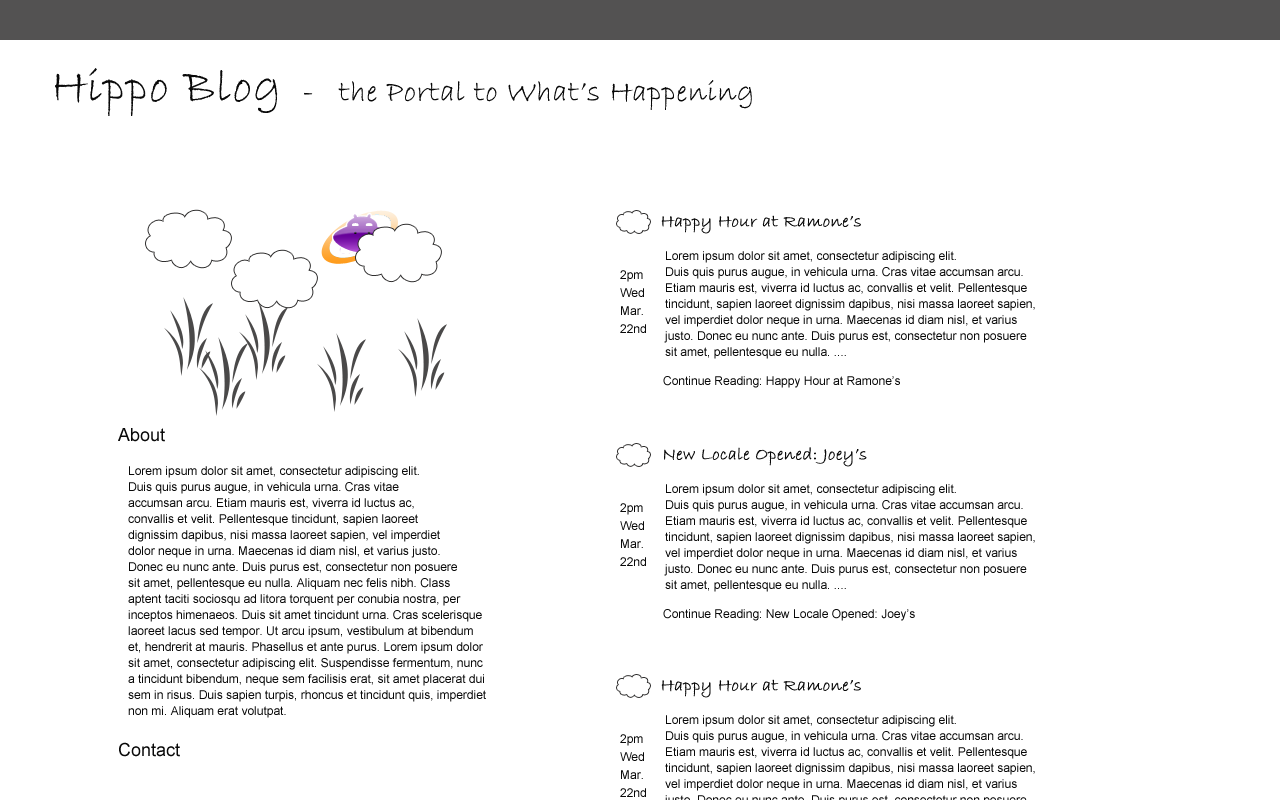 Hippo Blog - the Portal to What's Happening
About
Lorem ipsum dolor sit amet, consectetur adipiscing elit.
Duis quis purus augue, in vehicula urna. Cras vitae
accumsan arcu. Etiam mauris est, viverra id luctus ac,
convallis et velit. Pellentesque tincidunt, sapien laoreet
dignissim dapibus, nisi massa laoreet sapien, vel imperdiet
dolor neque in urna. Maecenas id diam nisl, et varius justo.
Donec eu nunc ante. Duis purus est, consectetur non posuere
sit amet, pellentesque eu nulla. Aliquam nec felis nibh. Class
aptent taciti sociosqu ad litora torquent per conubia nostra, per
inceptos himenaeos. Duis sit amet tincidunt urna. Cras scelerisque
laoreet lacus sed tempor. Ut arcu ipsum, vestibulum at bibendum
et, hendrerit at mauris. Phasellus et ante purus. Lorem ipsum dolor
sit amet, consectetur adipiscing elit. Suspendisse fermentum, nunc
a tincidunt bibendum, neque sem facilisis erat, sit amet placerat dui
sem in risus. Duis sapien turpis, rhoncus et tincidunt quis, imperdiet
non mi. Aliquam erat volutpat.
Contact
Happy Hour at Ramone's
2pm
Wed
Mar.
22nd
Lorem ipsum dolor sit amet, consectetur adipiscing elit.
Duis quis purus augue, in vehicula urna. Cras vitae accumsan arcu.
Etiam mauris est, viverra id luctus ac, convallis et velit. Pellentesque
tincidunt, sapien laoreet dignissim dapibus, nisi massa laoreet sapien,
vel imperdiet dolor neque in urna. Maecenas id diam nisl, et varius
justo. Donec eu nunc ante. Duis purus est, consectetur non posuere
sit amet, pellentesque eu nulla. ....
Continue Reading: Happy Hour at Ramone's
New Locale Opened: Joey's
2pm
Wed
Mar.
22nd
Lorem ipsum dolor sit amet, consectetur adipiscing elit.
Duis quis purus augue, in vehicula urna. Cras vitae accumsan arcu.
Etiam mauris est, viverra id luctus ac, convallis et velit. Pellentesque
tincidunt, sapien laoreet dignissim dapibus, nisi massa laoreet sapien,
vel imperdiet dolor neque in urna. Maecenas id diam nisl, et varius
justo. Donec eu nunc ante. Duis purus est, consectetur non posuere
sit amet, pellentesque eu nulla. ....
Continue Reading: New Locale Opened: Joey's
Happy Hour at Ramone's
2pm
Wed
Mar.
22nd
Lorem ipsum dolor sit amet, consectetur adipiscing elit.
Duis quis purus augue, in vehicula urna. Cras vitae accumsan arcu.
Etiam mauris est, viverra id luctus ac, convallis et velit. Pellentesque
tincidunt, sapien laoreet dignissim dapibus, nisi massa laoreet sapien,
vel imperdiet dolor neque in urna. Maecenas id diam nisl, et varius
justo. Donec eu nunc ante. Duis purus est, consectetur non posuere